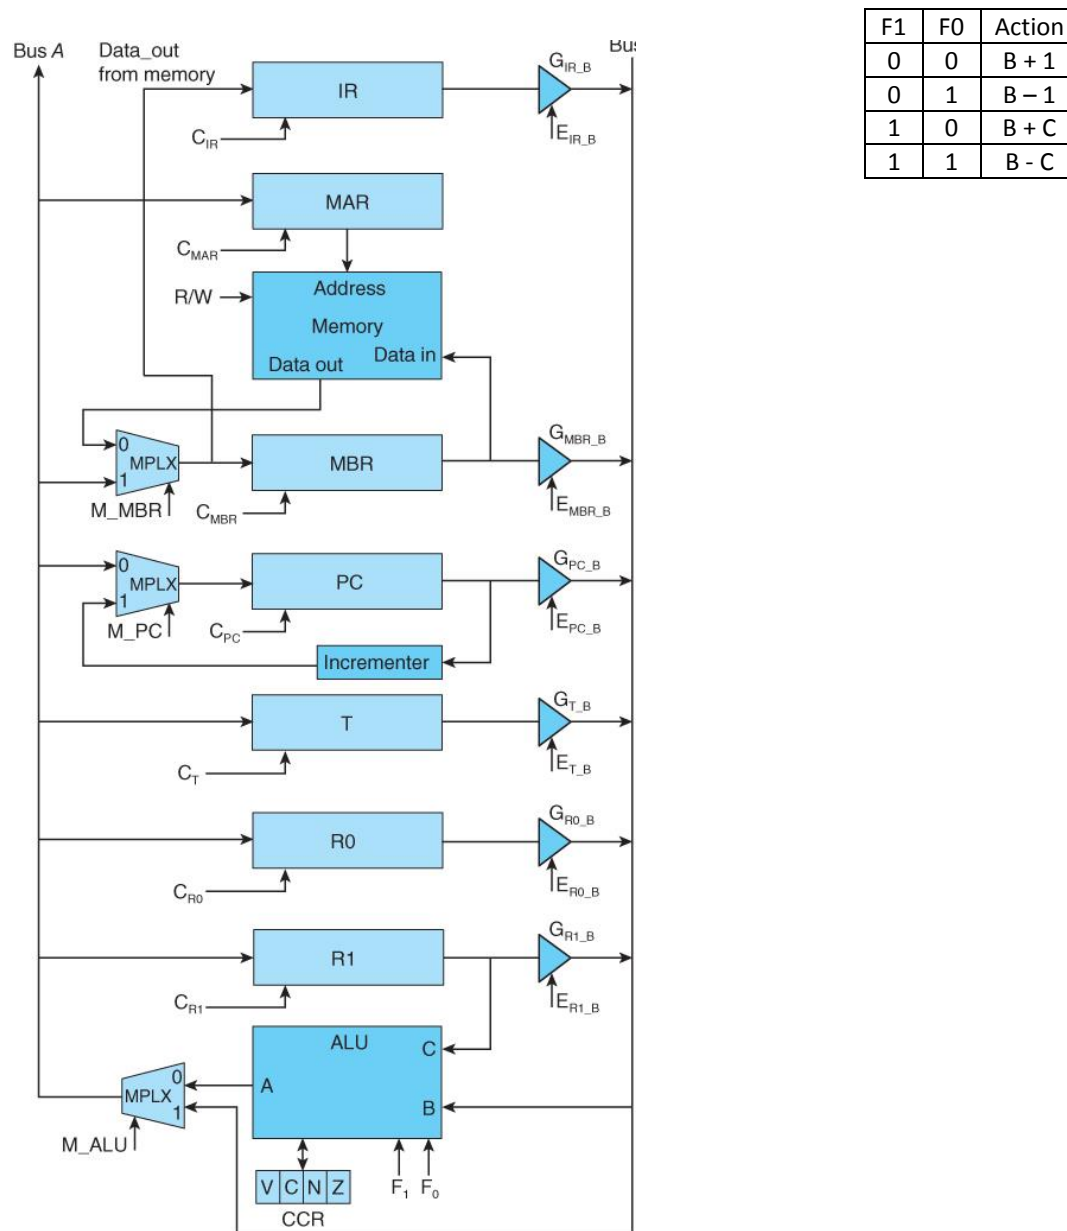 F1 F0 Action
0 0 B + 1
0 1 B – 1
1 0 B + C
1 1 B - C
Bus A
Data_out
from memory
IR
C_IR
G_IR_B
E_IR_B
MAR
C_MAR
R/W
Address
Memory
Data in
Data out
0
MPLX
1
M_MBR
MBR
C_MBR
G_MBR_B
E_MBR_B
0
MPLX
1
M_PC
PC
C_PC
G_PC_B
E_PC_B
Incrementer
T
C_T
G_T_B
E_T_B
R0
C_R0
G_R0_B
E_R0_B
R1
C_R1
G_R1_B
E_R1_B
ALU
C
A
B
0
MPLX
1
M_ALU
V C N Z
CCR
F1 F0